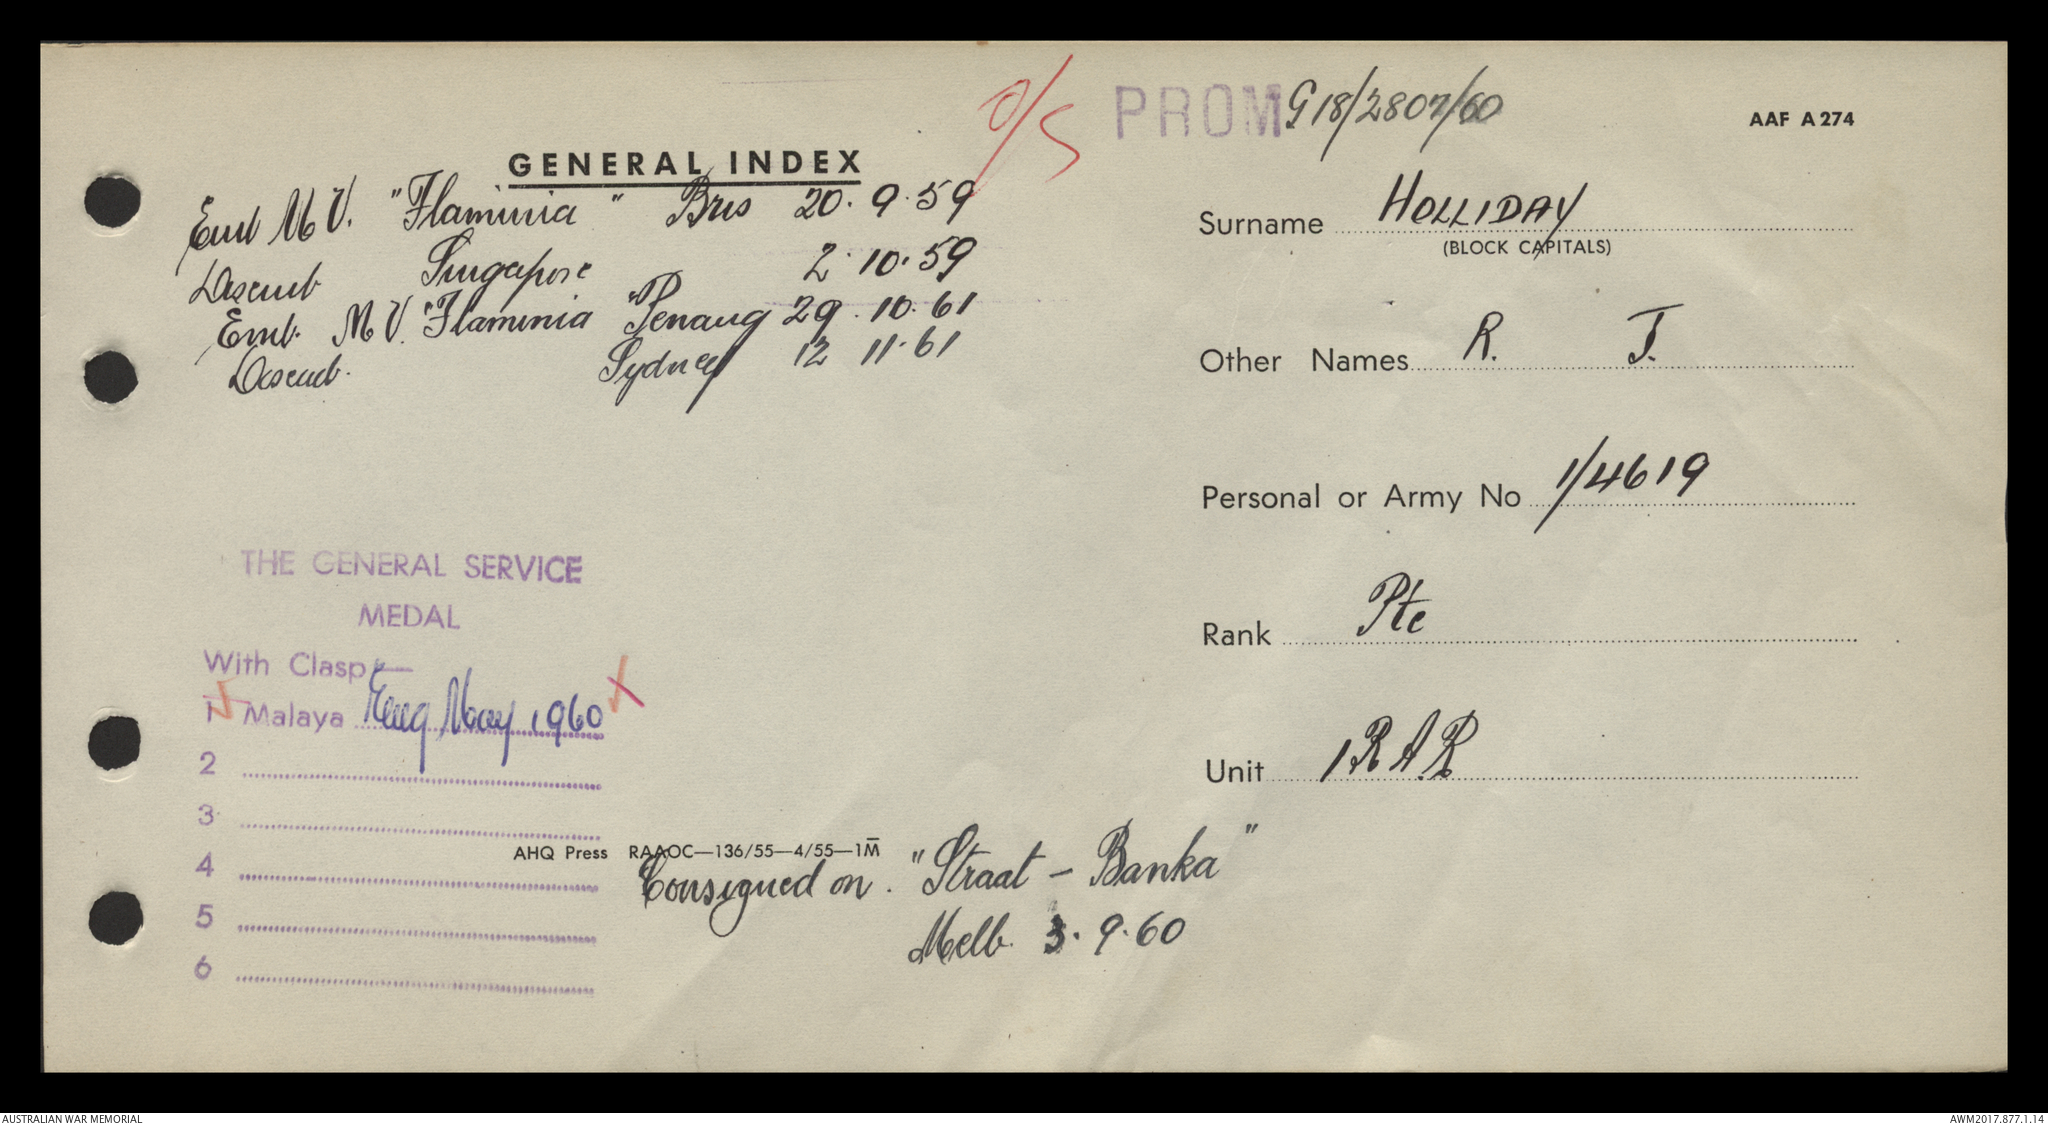 O/S
PROM G18/2807/60
AAF A 274
GENERAL INDEX
Emb M V. "Flaminia" Bris 20.9.59
Disemb Singapore 2.10.59
Emb. M V. "Flaminia" Penang 29.10.61
Disemb. Sydney 12 11.61
Surname HOLLIDAY
(BLOCK CAPITALS)
Other Names R. J.
Personal or Army No 1/4619
Rank Pte
Unit 1 R A.R
THE GENERAL SERVICE
MEDAL
With Clasp—
1 Malaya Eng May 1960
2
3
4
5
6
AHQ Press RAAOC—136/55—4/55—1M
Consigned on. "Straat - Banka"
Melb. 3.9.60
AUSTRALIAN WAR MEMORIAL
AWM2017.877.1.14